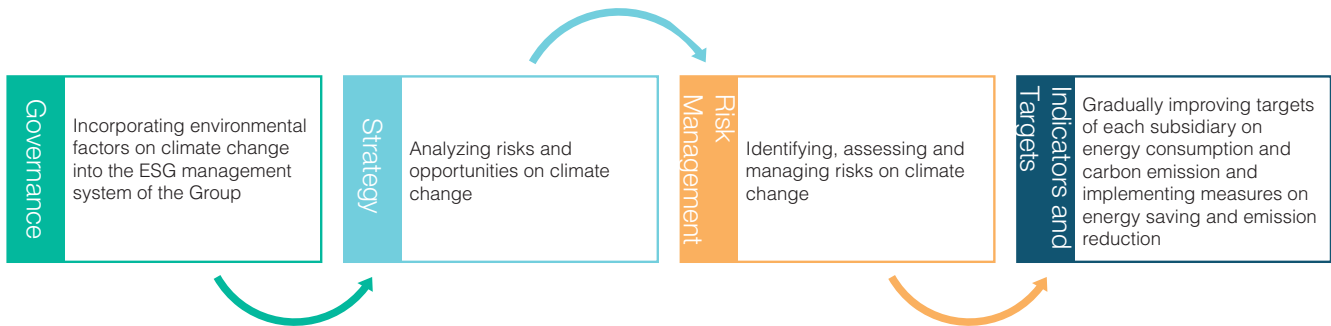 Governance
Incorporating environmental
factors on climate change
into the ESG management
system of the Group
Strategy
Analyzing risks and
opportunities on climate
change
Risk
Management
Identifying, assessing and
managing risks on climate
change
Indicators and
Targets
Gradually improving targets
of each subsidiary on
energy consumption and
carbon emission and
implementing measures on
energy saving and emission
reduction